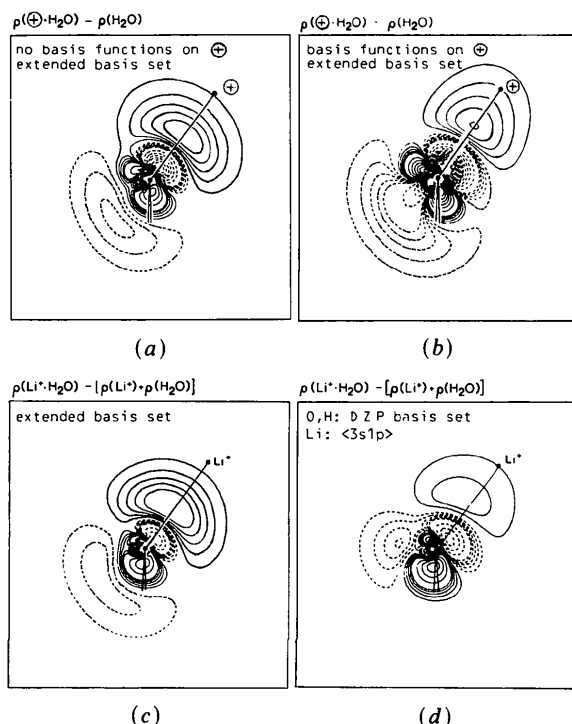 ρ(⊕·H₂O) − ρ(H₂O)
no basis functions on ⊕
extended basis set
⊕
(a)
ρ(⊕·H₂O) - ρ(H₂O)
basis functions on ⊕
extended basis set
⊕
(b)
ρ(Li⁺·H₂O) −{ρ(Li⁺)+ρ(H₂O)}
extended basis set
Li⁺
(c)
ρ(Li⁺·H₂O) −[ρ(Li⁺)+ρ(H₂O)]
O,H: DZP basis set
Li: <3s1p>
Li⁺
(d)